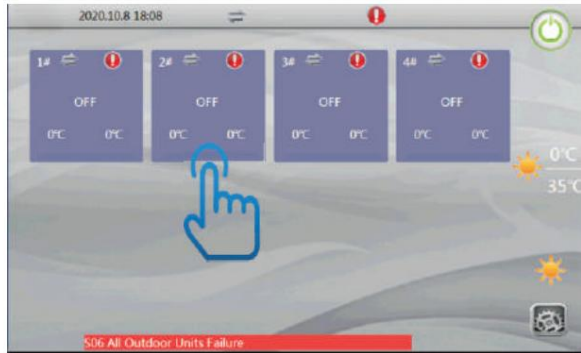 2020.10.8 18:08
1# 2# 3# 4#
OFF OFF OFF OFF
0℃ 0℃ 0℃ 0℃ 0℃ 0℃ 0℃ 0℃
0℃
35℃
S06 All Outdoor Units Failure